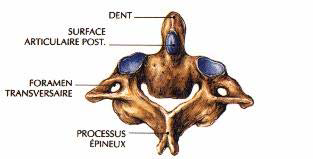 DENT
SURFACE
ARTICULAIRE POST.
FORAMEN
TRANSVERSAIRE
PROCESSUS
ÉPINEUX